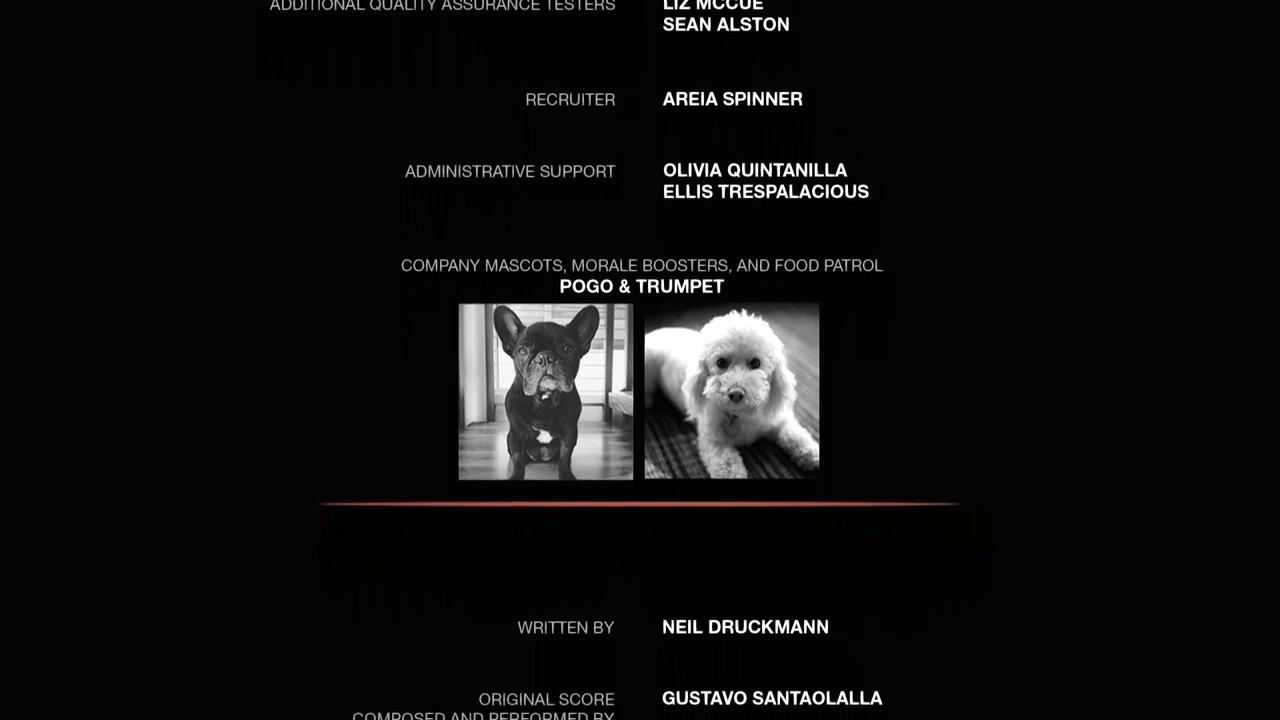 ADDITIONAL QUALITY ASSURANCE TESTERS LIZ MCCUE
SEAN ALSTON
RECRUITER AREIA SPINNER
ADMINISTRATIVE SUPPORT OLIVIA QUINTANILLA
ELLIS TRESPALACIOUS
COMPANY MASCOTS, MORALE BOOSTERS, AND FOOD PATROL
POGO & TRUMPET
WRITTEN BY NEIL DRUCKMANN
ORIGINAL SCORE GUSTAVO SANTAOLALLA
COMPOSED AND PERFORMED BY